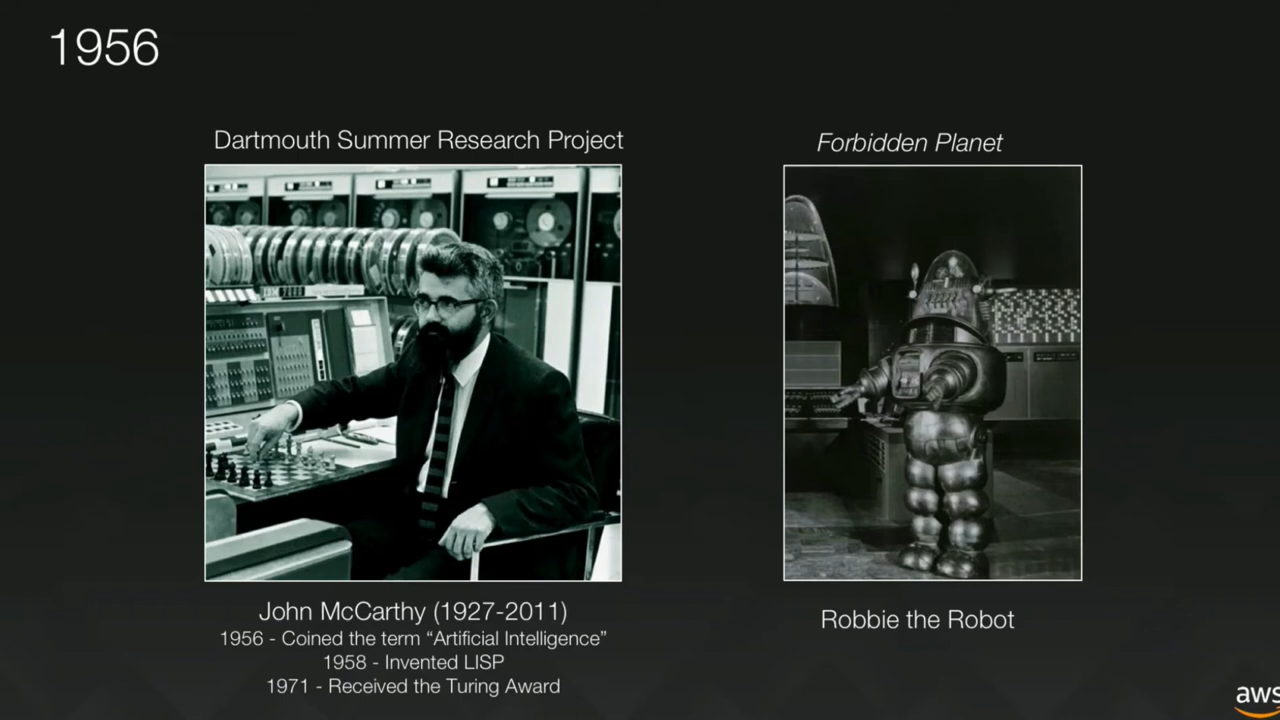 1956
Dartmouth Summer Research Project
Forbidden Planet
John McCarthy (1927-2011)
1956 - Coined the term “Artificial Intelligence”
1958 - Invented LISP
1971 - Received the Turing Award
Robbie the Robot
aws